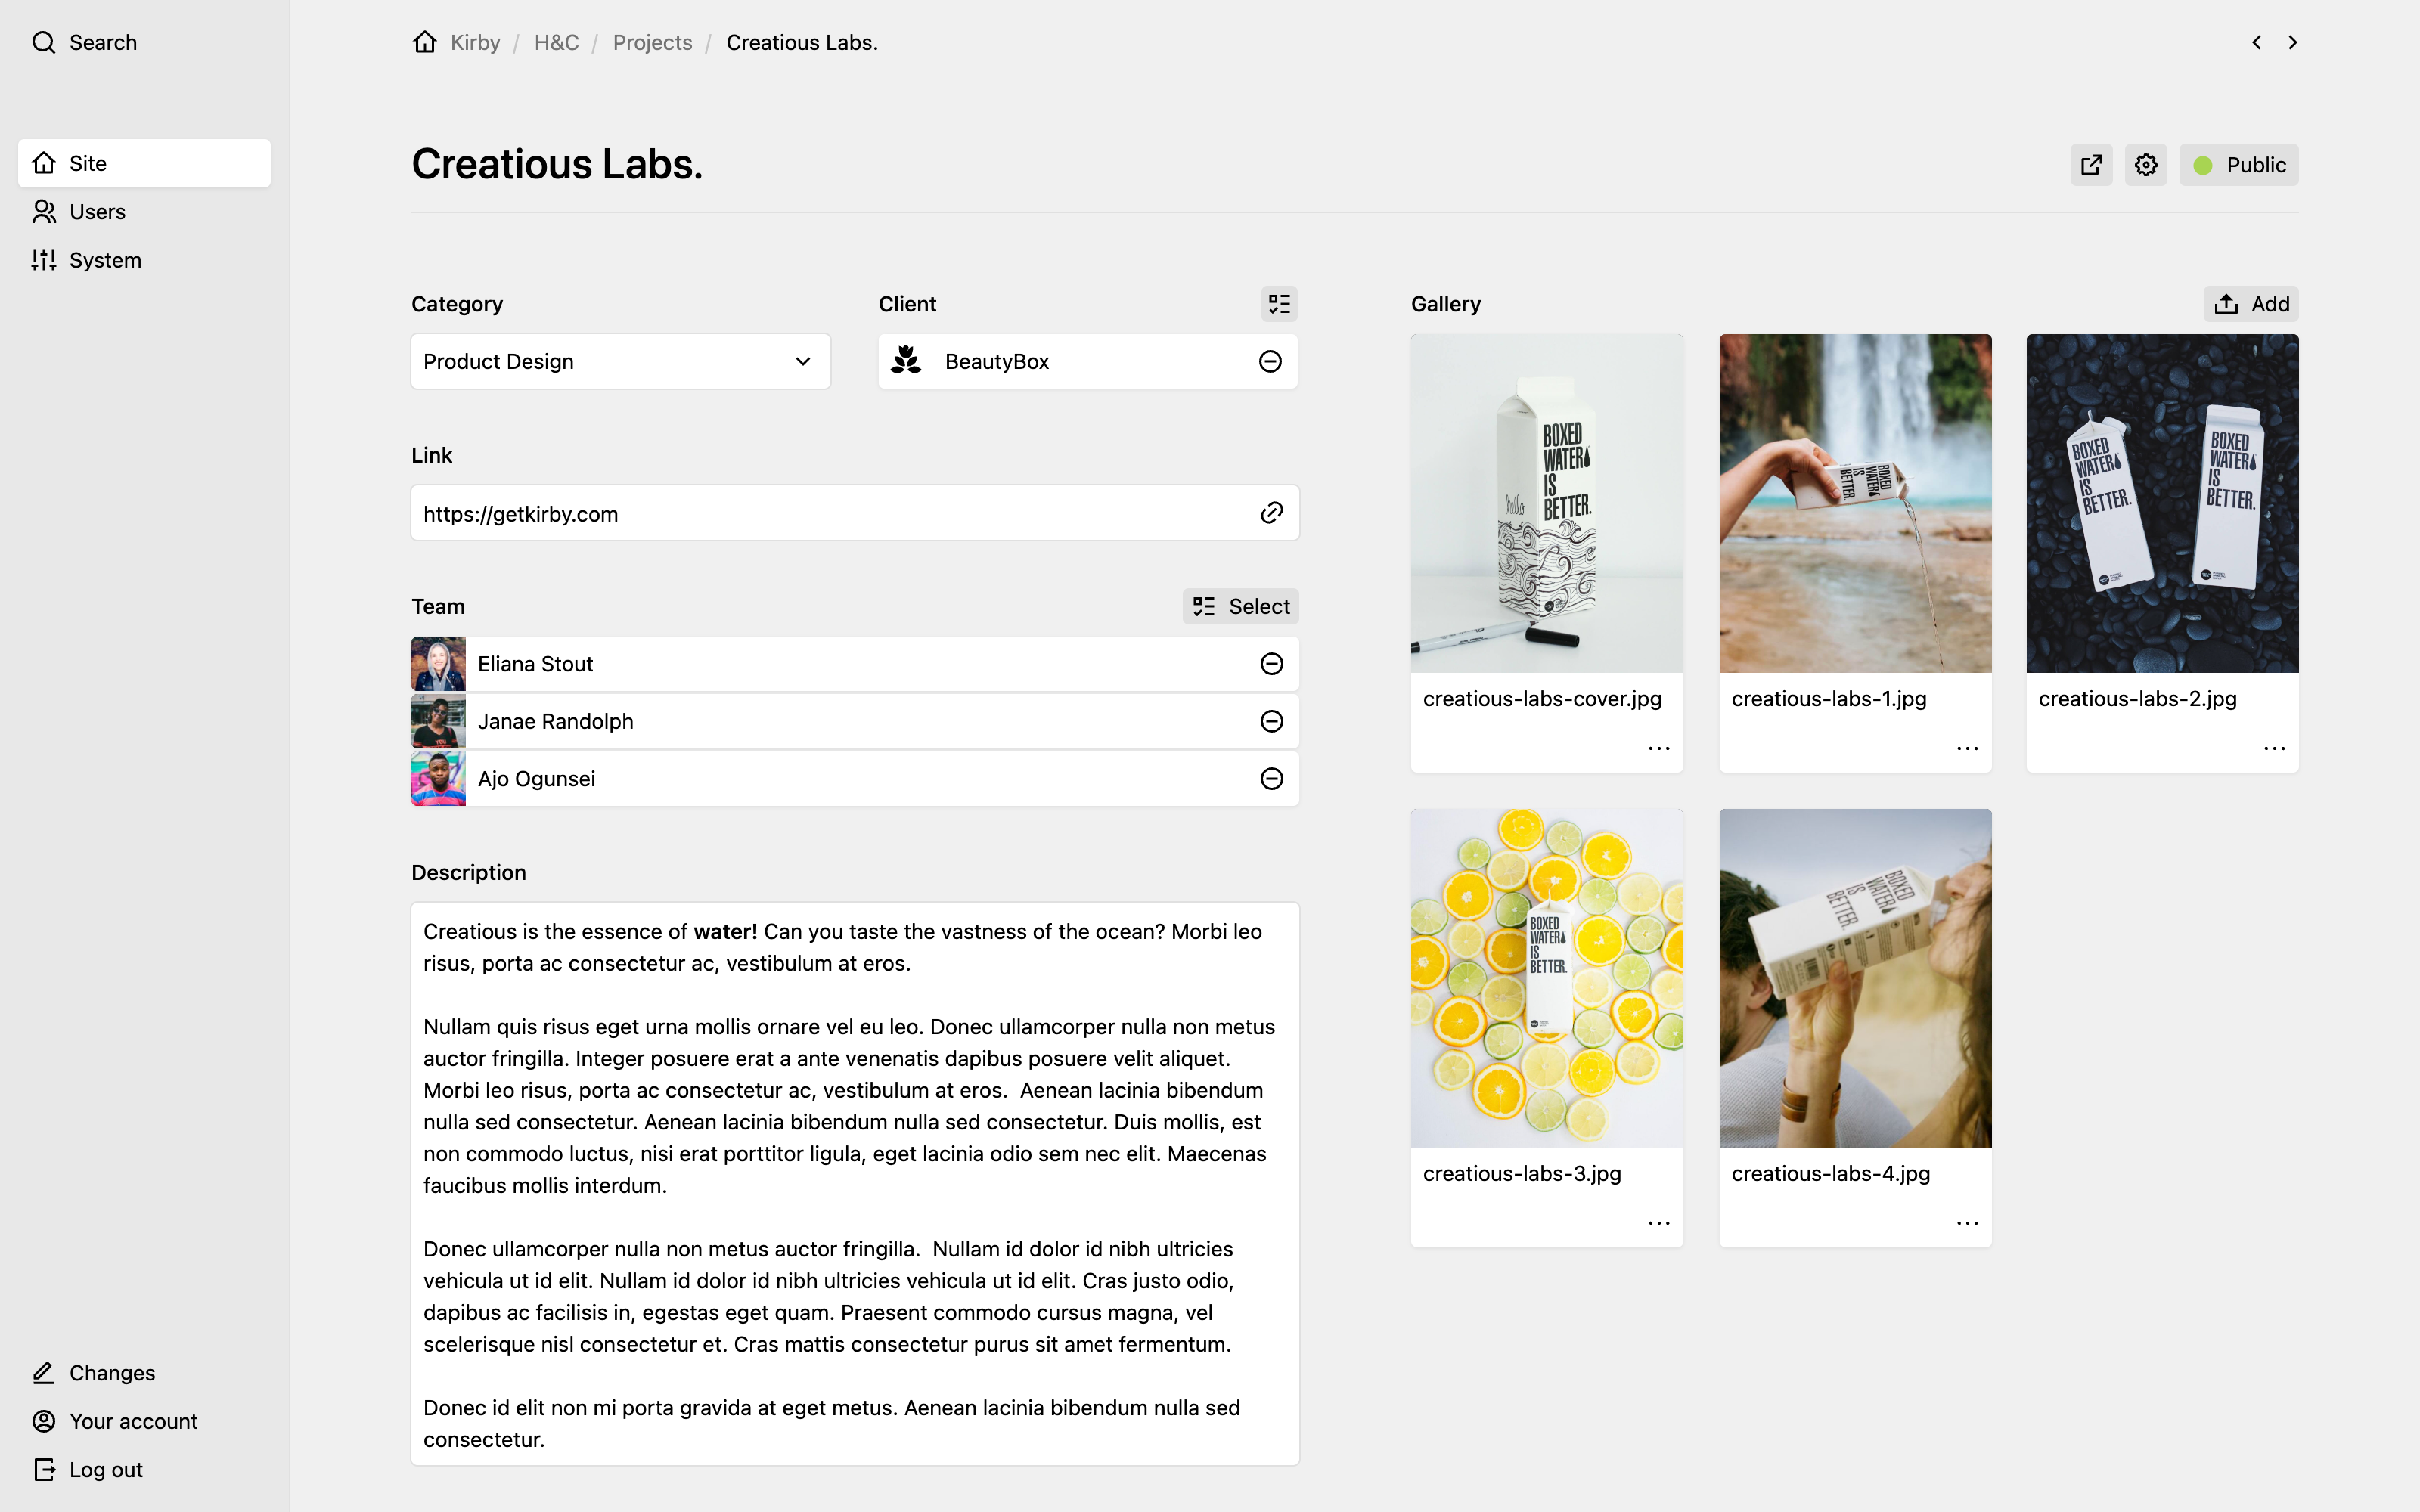 Search
Site
Users
System
Changes
Your account
Log out
Kirby / H&C / Projects / Creatious Labs.
Creatious Labs.
Public
Category
Product Design
Client
BeautyBox
Link
https://getkirby.com
Team
Select
Eliana Stout
Janae Randolph
Ajo Ogunsei
Description
Creatious is the essence of water! Can you taste the vastness of the ocean? Morbi leo
risus, porta ac consectetur ac, vestibulum at eros.
Nullam quis risus eget urna mollis ornare vel eu leo. Donec ullamcorper nulla non metus
auctor fringilla. Integer posuere erat a ante venenatis dapibus posuere velit aliquet.
Morbi leo risus, porta ac consectetur ac, vestibulum at eros.  Aenean lacinia bibendum
nulla sed consectetur. Aenean lacinia bibendum nulla sed consectetur. Duis mollis, est
non commodo luctus, nisi erat porttitor ligula, eget lacinia odio sem nec elit. Maecenas
faucibus mollis interdum.
Donec ullamcorper nulla non metus auctor fringilla.  Nullam id dolor id nibh ultricies
vehicula ut id elit. Nullam id dolor id nibh ultricies vehicula ut id elit. Cras justo odio,
dapibus ac facilisis in, egestas eget quam. Praesent commodo cursus magna, vel
scelerisque nisl consectetur et. Cras mattis consectetur purus sit amet fermentum.
Donec id elit non mi porta gravida at eget metus. Aenean lacinia bibendum nulla sed
consectetur.
Gallery
Add
BOXED
WATER
IS
BETTER.
hello
creatious-labs-cover.jpg
BOXED
WATER
IS
BETTER.
creatious-labs-1.jpg
BOXED
WATER
IS
BETTER.
BOXED
WATER
IS
BETTER.
creatious-labs-2.jpg
BOXED
WATER
IS
BETTER.
creatious-labs-3.jpg
BOXED
WATER
IS
BETTER.
creatious-labs-4.jpg